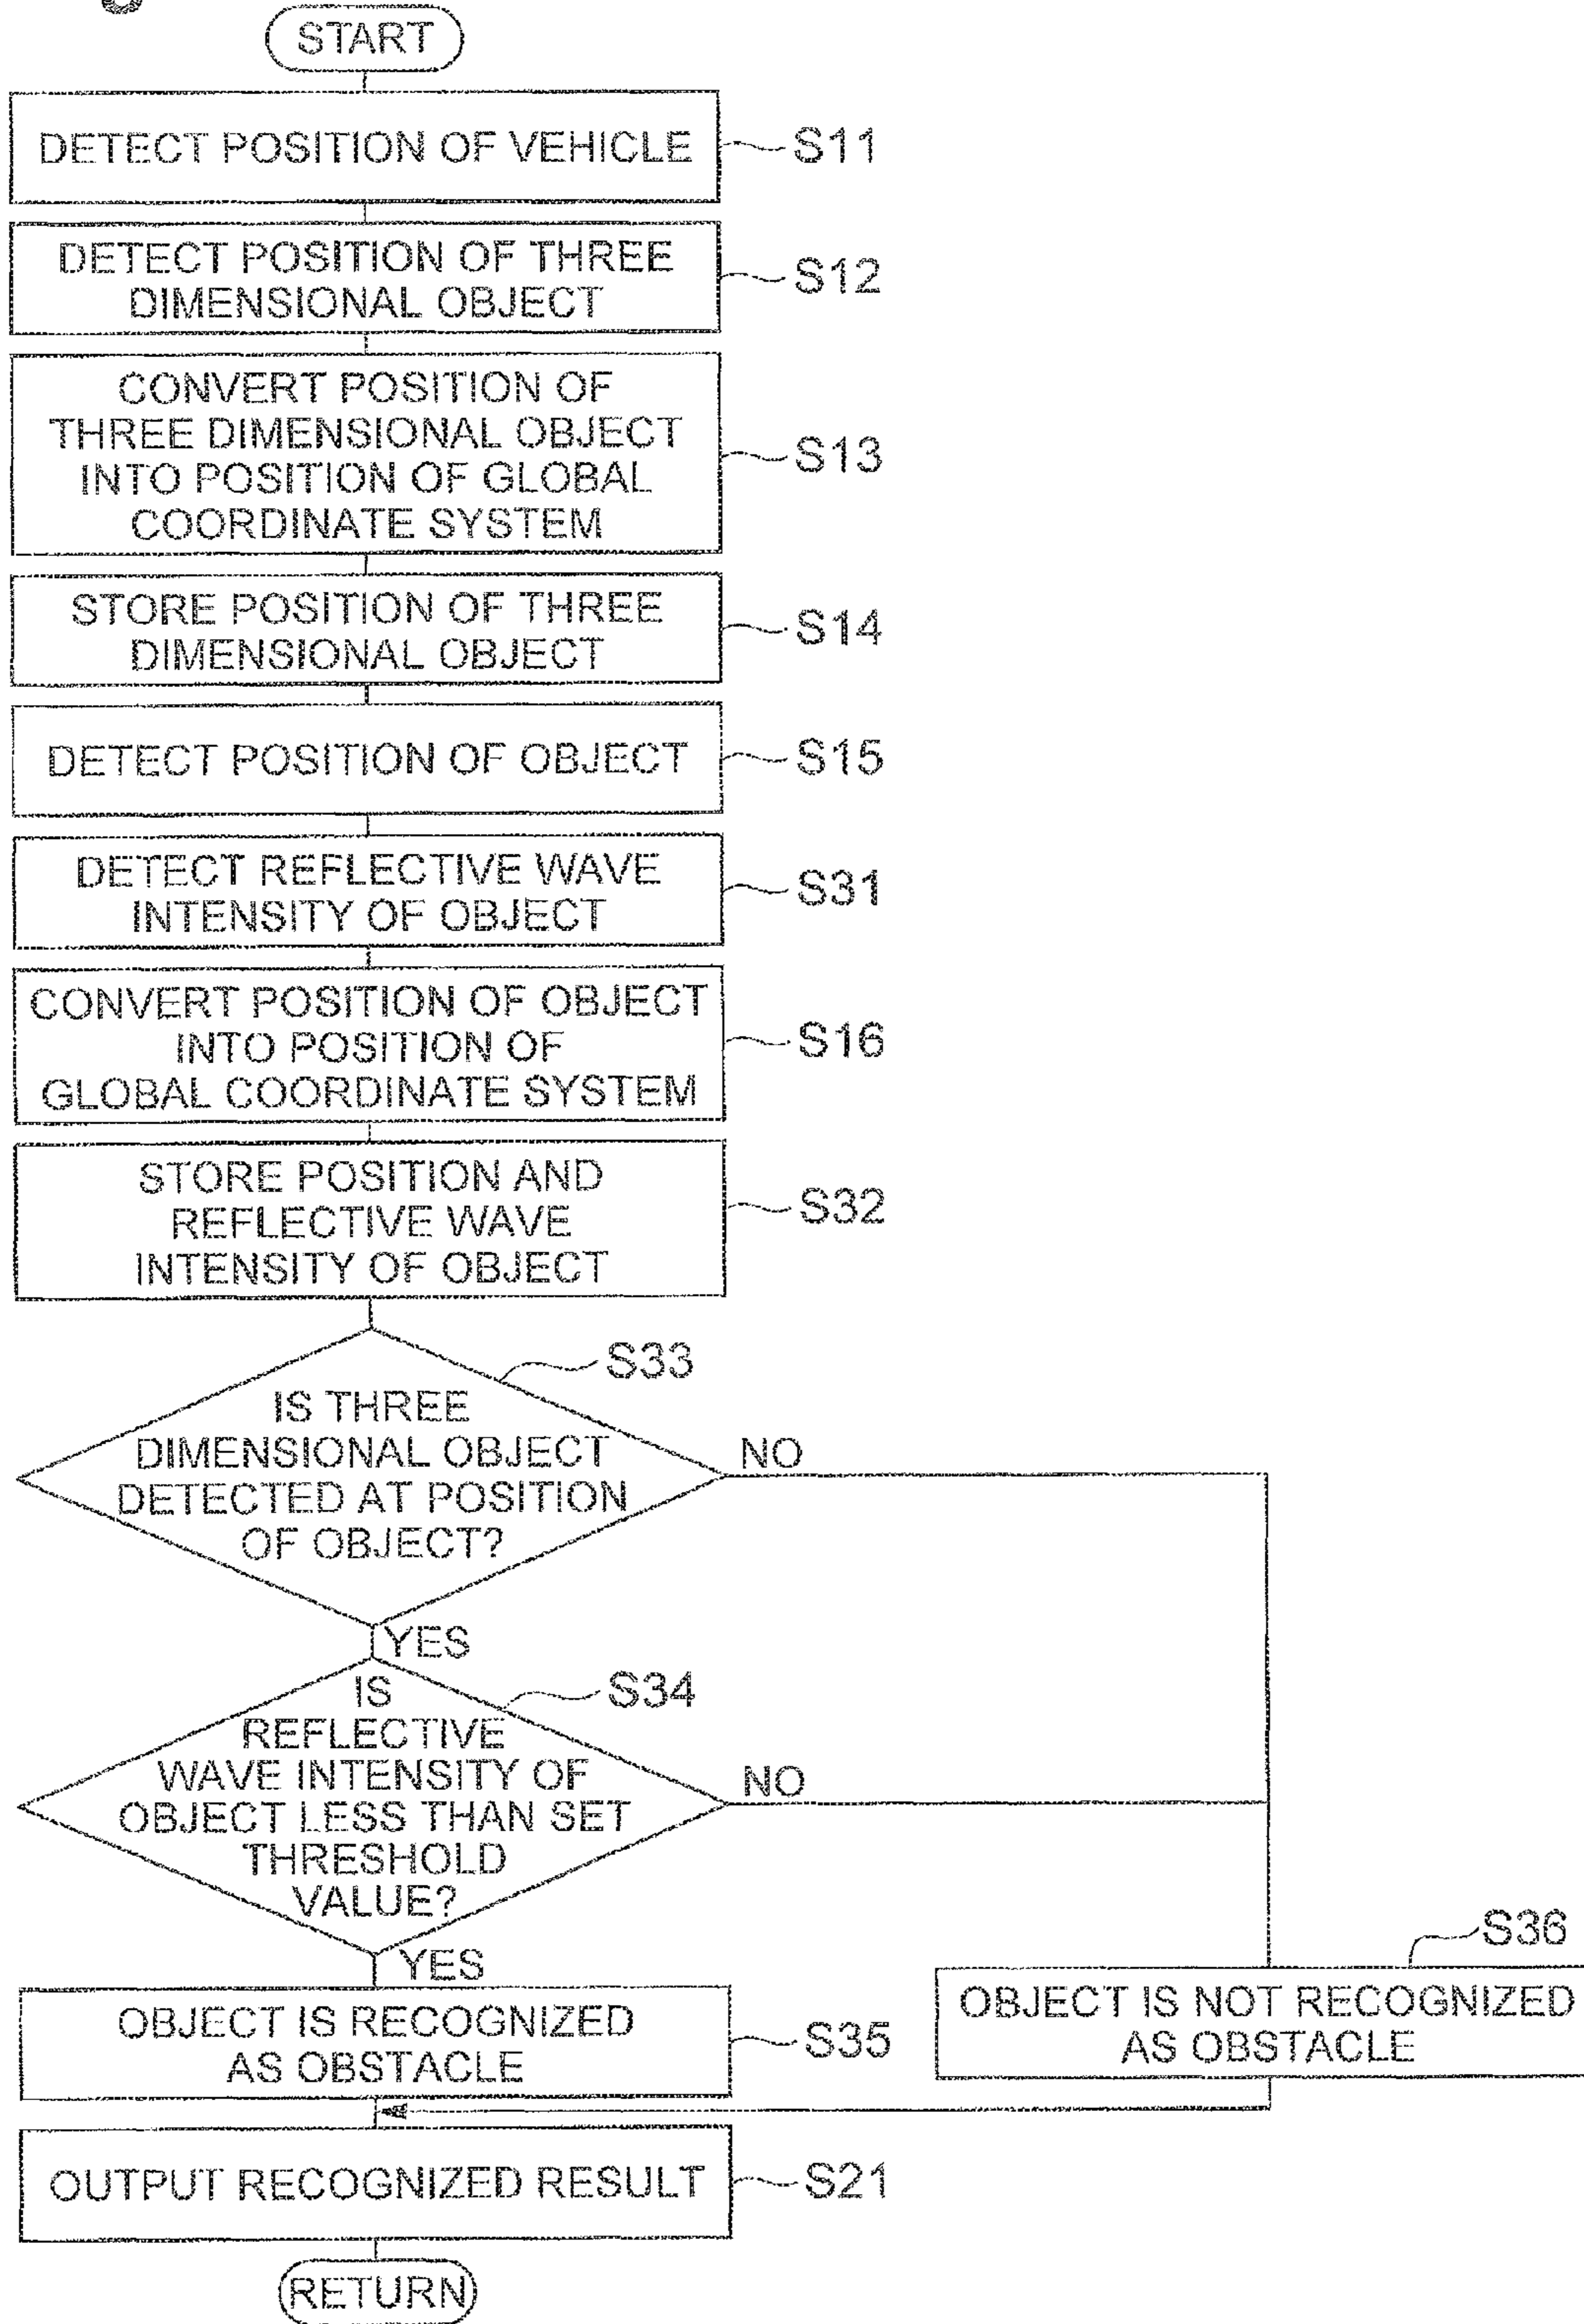 START
DETECT POSITION OF VEHICLE
S11
DETECT POSITION OF THREE
DIMENSIONAL OBJECT
S12
CONVERT POSITION OF
THREE DIMENSIONAL OBJECT
INTO POSITION OF GLOBAL
COORDINATE SYSTEM
S13
STORE POSITION OF THREE
DIMENSIONAL OBJECT
S14
DETECT POSITION OF OBJECT
S15
DETECT REFLECTIVE WAVE
INTENSITY OF OBJECT
S31
CONVERT POSITION OF OBJECT
INTO POSITION OF
GLOBAL COORDINATE SYSTEM
S16
STORE POSITION AND
REFLECTIVE WAVE
INTENSITY OF OBJECT
S32
S33
IS THREE
DIMENSIONAL OBJECT
DETECTED AT POSITION
OF OBJECT?
NO
YES
S34
IS
REFLECTIVE
WAVE INTENSITY OF
OBJECT LESS THAN SET
THRESHOLD
VALUE?
NO
YES
OBJECT IS RECOGNIZED
AS OBSTACLE
S35
S36
OBJECT IS NOT RECOGNIZED
AS OBSTACLE
OUTPUT RECOGNIZED RESULT
S21
RETURN